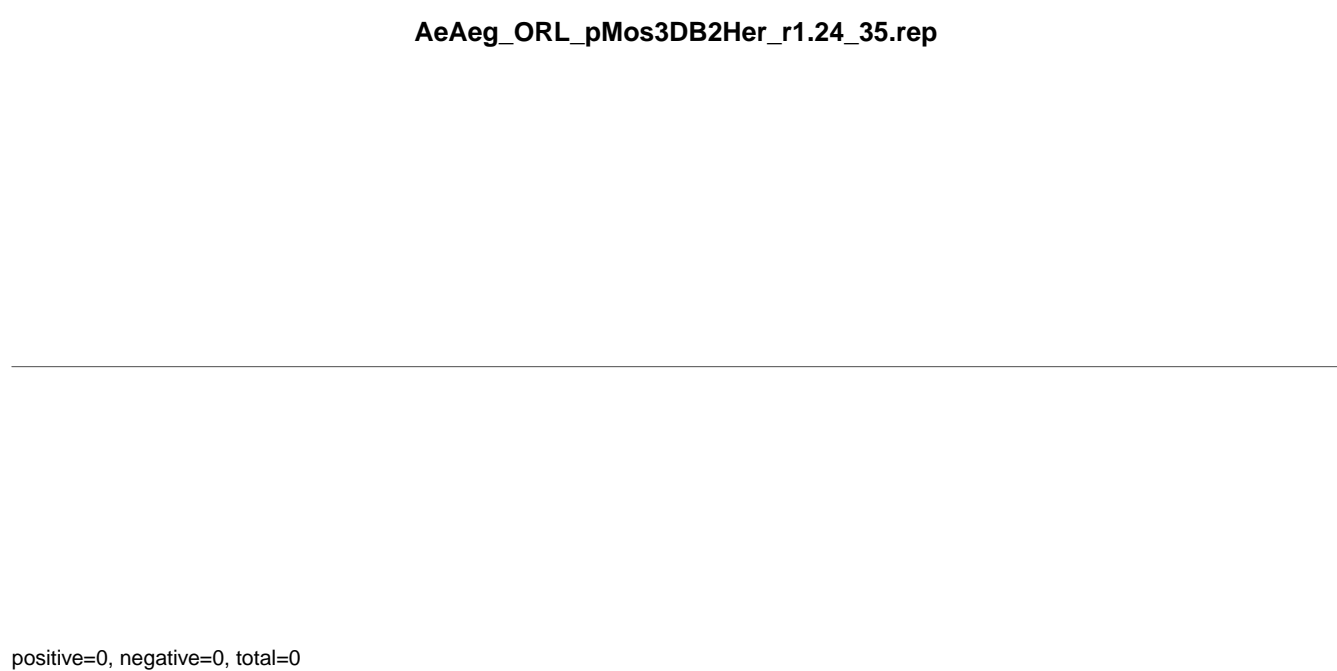 AeAeg_ORL_pMos3DB2Her_r1.24_35.rep
positive=0, negative=0, total=0